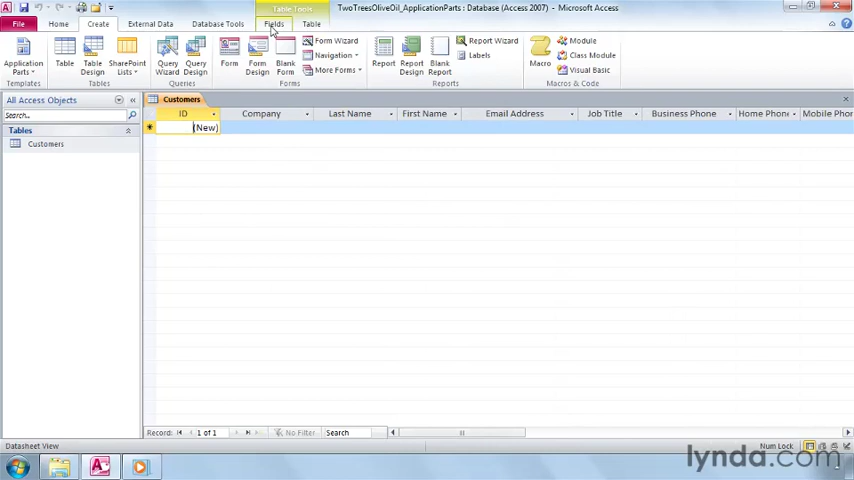 Table Tools
TwoTreesOliveOil_ApplicationParts : Database (Access 2007) - Microsoft Access
File Home Create External Data Database Tools Fields Table
Application Parts Table Table Design SharePoint Lists Query Wizard Query Design Form Form Design Blank Form Form Wizard Navigation More Forms Report Report Design Blank Report Report Wizard Labels Macro Module Class Module Visual Basic
Templates Tables Queries Forms Reports Macros & Code
All Access Objects
Search...
Tables
Customers
Customers
ID Company Last Name First Name Email Address Job Title Business Phone Home Phone Mobile Phon
(New)
Record: 1 of 1 No Filter Search
Datasheet View
Num Lock
lynda.com